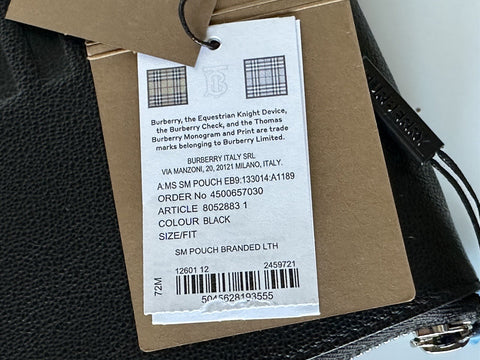 Burberry, the Equestrian Knight Device,
the Burberry Check, and the Thomas
Burberry Monogram and Print are trade
marks belonging to Burberry Limited.
BURBERRY ITALY SRL
VIA MANZONI, 20, 20121 MILANO, ITALY.
A.MS SM POUCH EB9:133014:A1189
ORDER No 4500657030
ARTICLE 8052883 1
COLOUR BLACK
SIZE/FIT
SM POUCH BRANDED LTH
12601 12 2459721
72M
5045628193555
BURBERRY